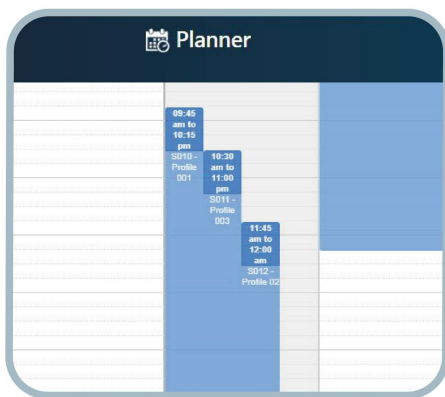 Planner
09:45
am to
10:15
pm
S010 -
Profile
001
10:30
am to
11:00
pm
S011 -
Profile
003
11:45
am to
12:00
am
S012 -
Profile 02